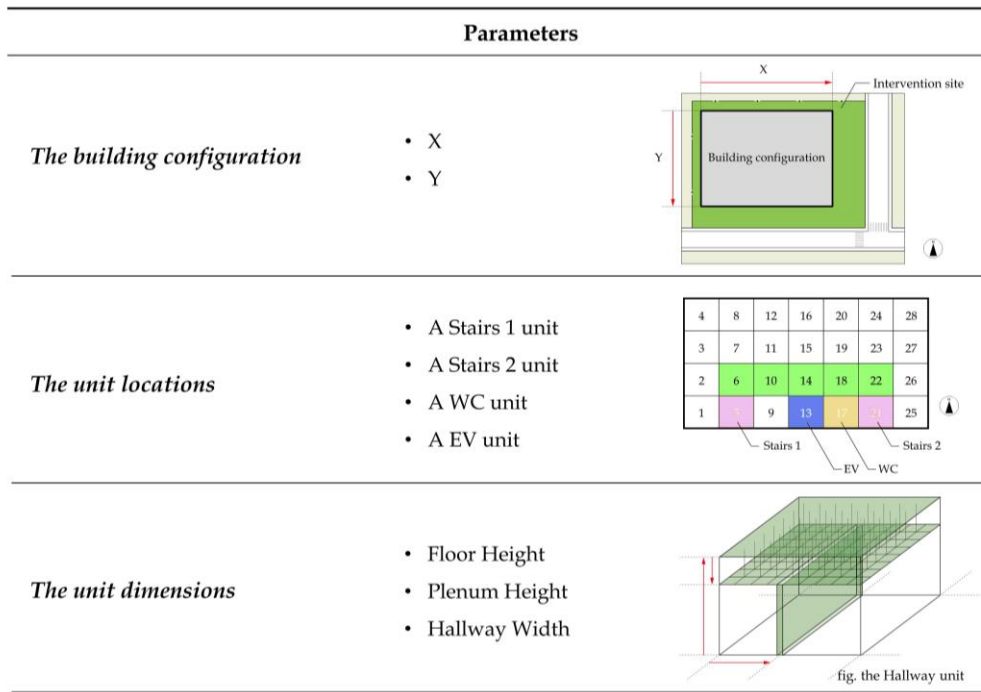 Parameters
The building configuration
• X
• Y
X
Intervention site
Y
Building configuration
The unit locations
• A Stairs 1 unit
• A Stairs 2 unit
• A WC unit
• A EV unit
4 8 12 16 20 24 28
3 7 11 15 19 23 27
2 6 10 14 18 22 26
1 5 9 13 17 21 25
Stairs 1
Stairs 2
EV
WC
The unit dimensions
• Floor Height
• Plenum Height
• Hallway Width
fig. the Hallway unit